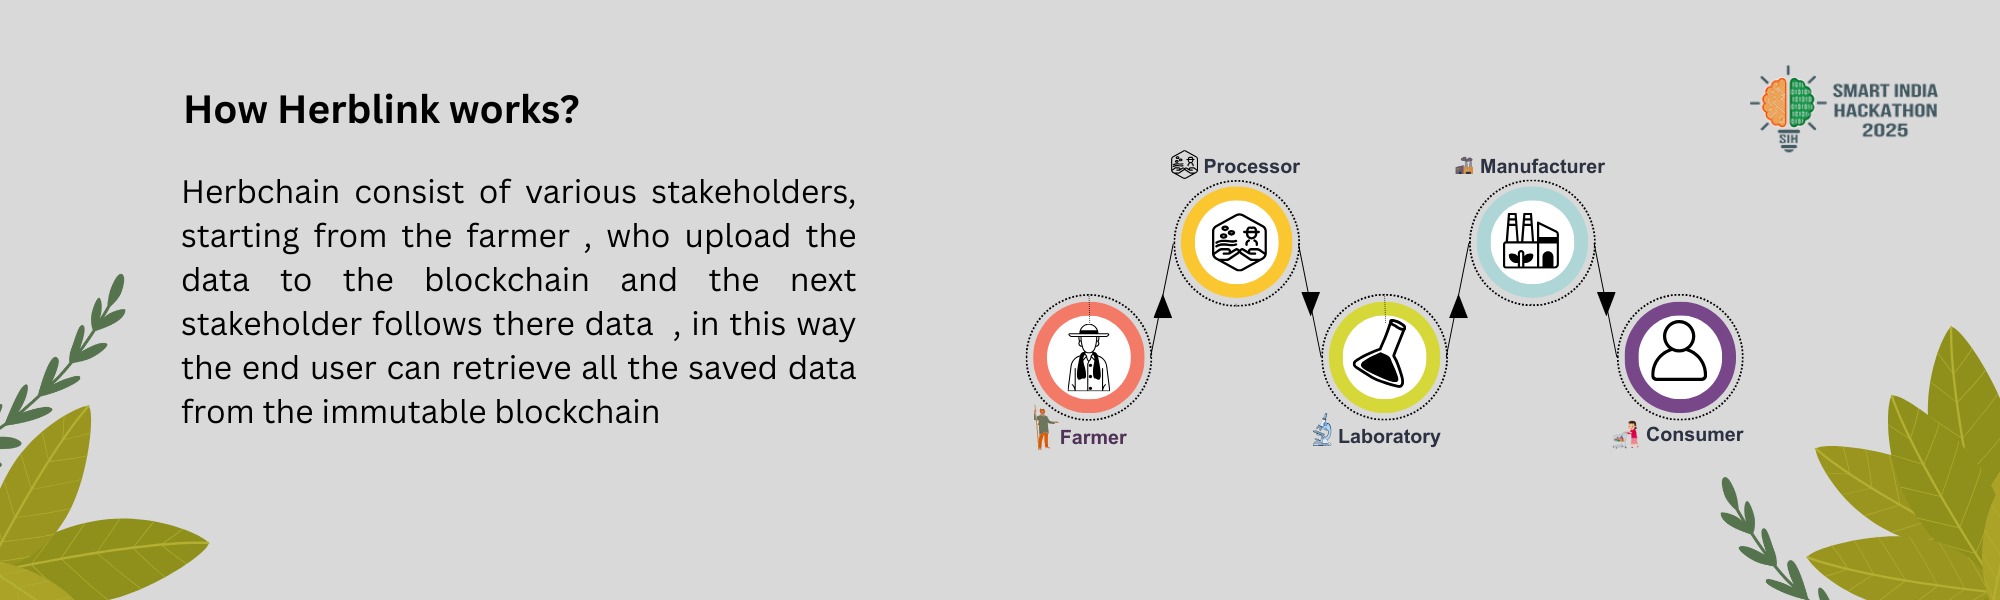 How Herblink works?
Herbchain consist of various stakeholders,
starting from the farmer , who upload the
data to the blockchain and the next
stakeholder follows there data , in this way
the end user can retrieve all the saved data
from the immutable blockchain
SMART INDIA
HACKATHON
2025
SIH
Processor
Manufacturer
Farmer
Laboratory
Consumer